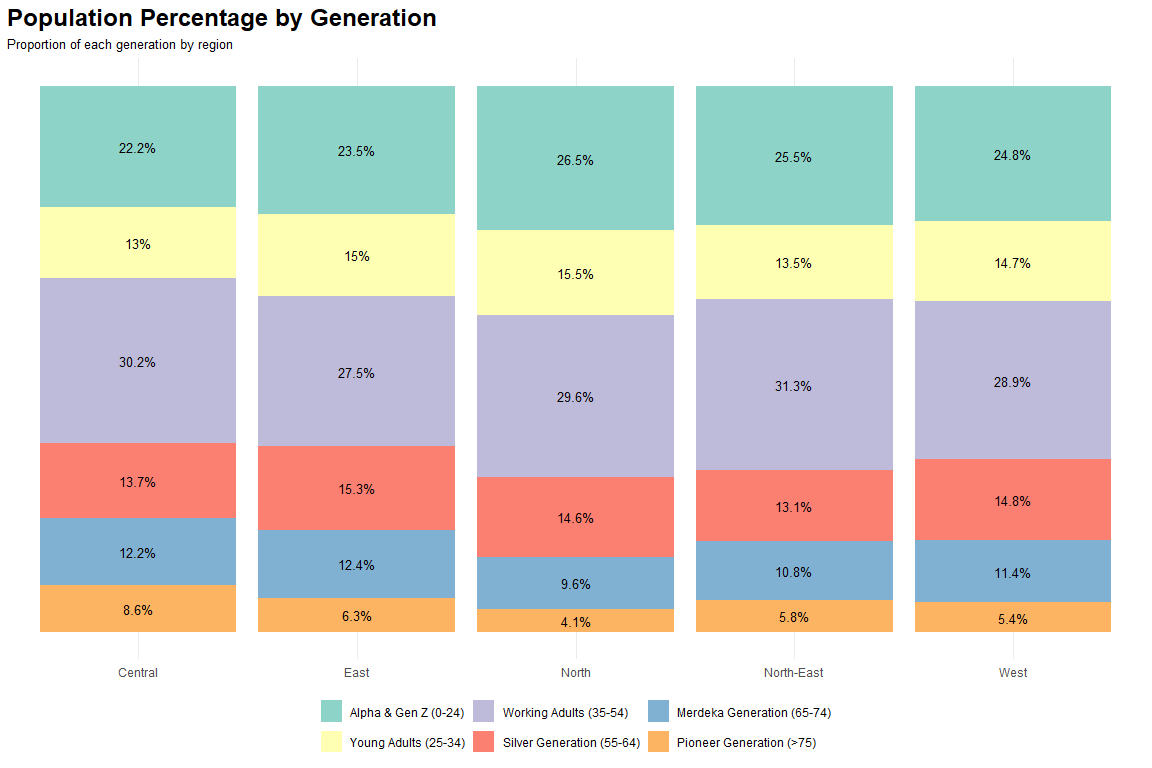 Population Percentage by Generation
Proportion of each generation by region
22.2% 23.5% 26.5% 25.5% 24.8%
13% 15% 15.5% 13.5% 14.7%
30.2% 27.5% 29.6% 31.3% 28.9%
13.7% 15.3% 14.6% 13.1% 14.8%
12.2% 12.4% 9.6% 10.8% 11.4%
8.6% 6.3% 4.1% 5.8% 5.4%
Central East North North-East West
Alpha & Gen Z (0-24) Working Adults (35-54) Merdeka Generation (65-74)
Young Adults (25-34) Silver Generation (55-64) Pioneer Generation (>75)